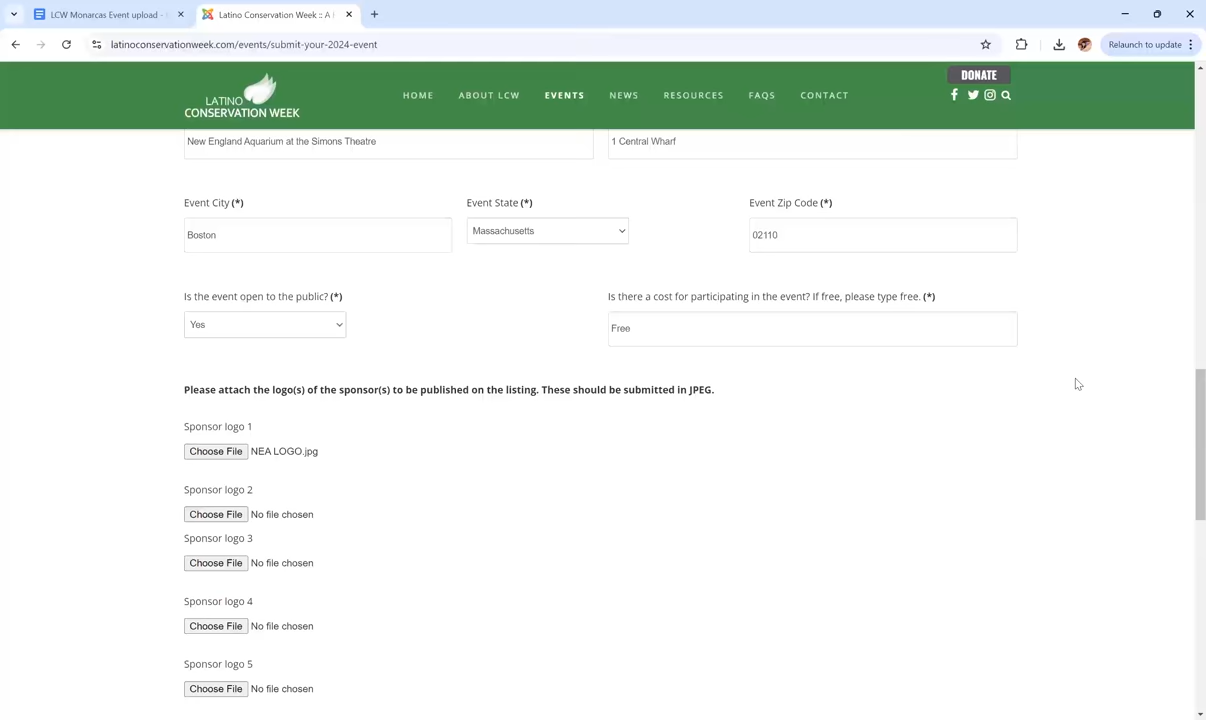 LCW Monarcas Event upload -
Latino Conservation Week :: A
latinoconservationweek.com/events/submit-your-2024-event
Relaunch to update
DONATE
LATINO
CONSERVATION WEEK
HOME
ABOUT LCW
EVENTS
NEWS
RESOURCES
FAQS
CONTACT
New England Aquarium at the Simons Theatre
1 Central Wharf
Event City (*)
Event State (*)
Event Zip Code (*)
Boston
Massachusetts
02110
Is the event open to the public? (*)
Is there a cost for participating in the event? If free, please type free. (*)
Yes
Free
Please attach the logo(s) of the sponsor(s) to be published on the listing. These should be submitted in JPEG.
Sponsor logo 1
Choose File NEA LOGO.jpg
Sponsor logo 2
Choose File No file chosen
Sponsor logo 3
Choose File No file chosen
Sponsor logo 4
Choose File No file chosen
Sponsor logo 5
Choose File No file chosen